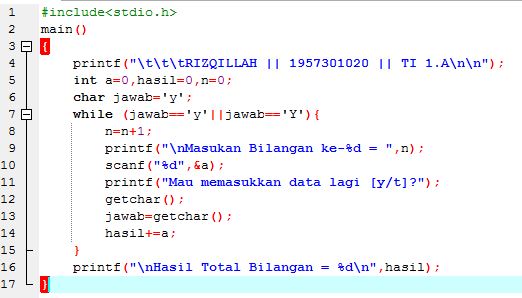 1 #include<stdio.h>
2 main()
3 {
4 printf("\t\t\tRIZQILLAH || 1957301020 || TI 1.A\n\n");
5 int a=0,hasil=0,n=0;
6 char jawab='y';
7 while (jawab=='y'||jawab=='Y'){
8 n=n+1;
9 printf("\nMasukan Bilangan ke-%d = ",n);
10 scanf("%d",&a);
11 printf("Mau memasukkan data lagi [y/t]?");
12 getchar();
13 jawab=getchar();
14 hasil+=a;
15 }
16 printf("\nHasil Total Bilangan = %d\n",hasil);
17 }